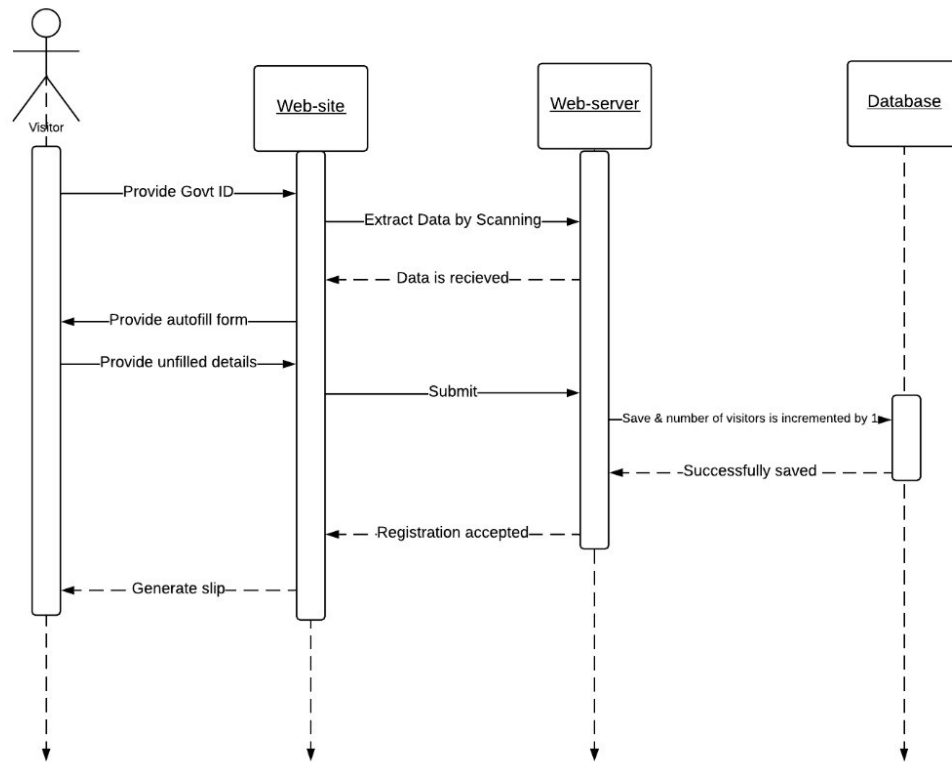 Web-site
Web-server
Database
Visitor
Provide Govt ID
Extract Data by Scanning
Data is recieved
Provide autofill form
Provide unfilled details
Submit
Save & number of visitors is incremented by 1
Successfully saved
Registration accepted
Generate slip